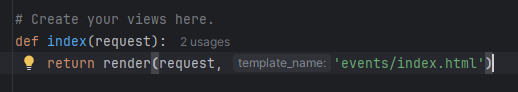 # Create your views here.
def index(request): 2 usages
return render(request, template_name: 'events/index.html')